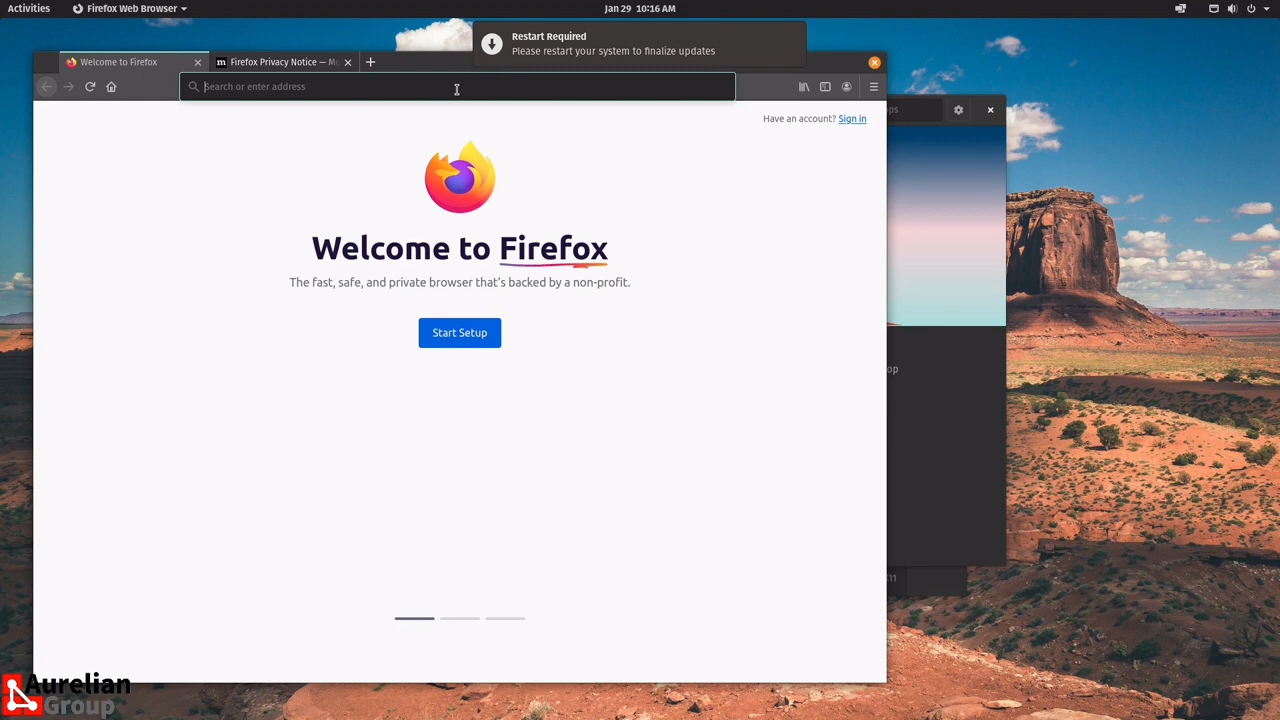 Activities
Firefox Web Browser
Jan 29 10:16 AM
Restart Required
Please restart your system to finalize updates
Welcome to Firefox
Firefox Privacy Notice — Mo
Search or enter address
Have an account? Sign in
Welcome to Firefox
The fast, safe, and private browser that's backed by a non-profit.
Start Setup
Aurelian
Group